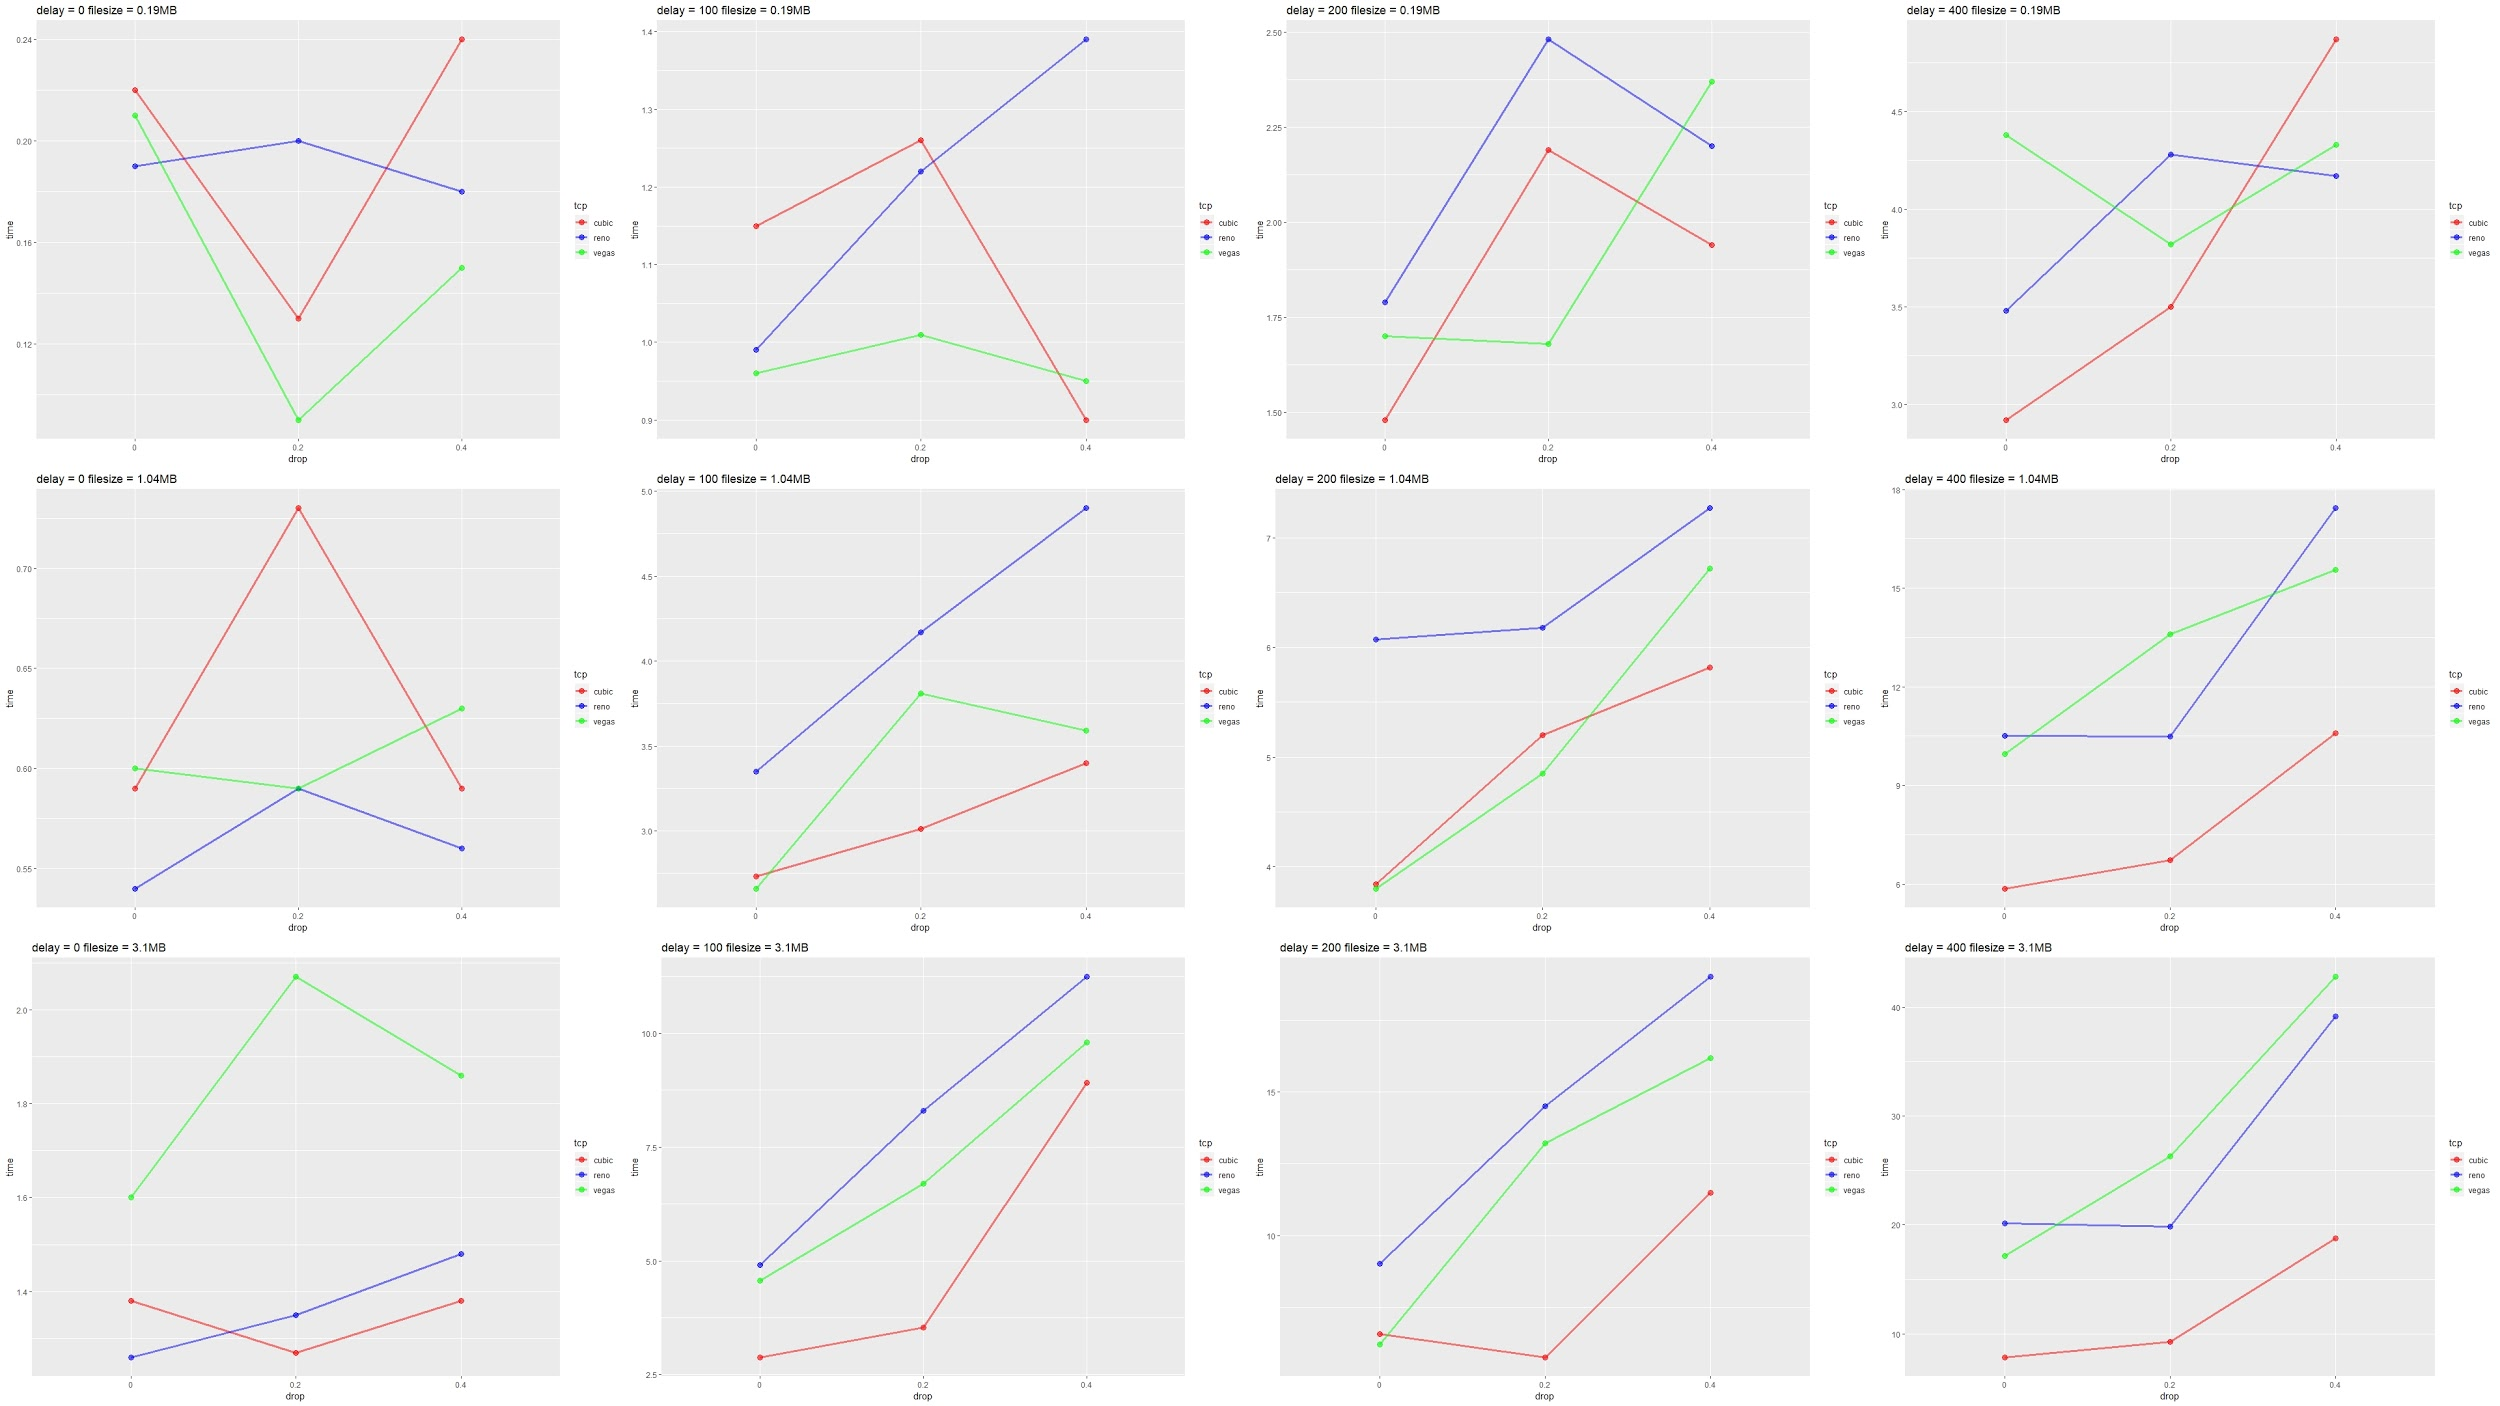 delay = 0 filesize = 0.19MB
time
0.24
0.20
0.16
0.12
0
0.2
0.4
drop
tcp
cubic
reno
vegas
delay = 100 filesize = 0.19MB
time
1.4
1.3
1.2
1.1
1.0
0.9
0
0.2
0.4
drop
tcp
cubic
reno
vegas
delay = 200 filesize = 0.19MB
time
2.50
2.25
2.00
1.75
1.50
0
0.2
0.4
drop
tcp
cubic
reno
vegas
delay = 400 filesize = 0.19MB
time
4.5
4.0
3.5
3.0
0
0.2
0.4
drop
tcp
cubic
reno
vegas
delay = 0 filesize = 1.04MB
time
0.70
0.65
0.60
0.55
0
0.2
0.4
drop
tcp
cubic
reno
vegas
delay = 100 filesize = 1.04MB
time
5.0
4.5
4.0
3.5
3.0
0
0.2
0.4
drop
tcp
cubic
reno
vegas
delay = 200 filesize = 1.04MB
time
7
6
5
4
0
0.2
0.4
drop
tcp
cubic
reno
vegas
delay = 400 filesize = 1.04MB
time
18
15
12
9
6
0
0.2
0.4
drop
tcp
cubic
reno
vegas
delay = 0 filesize = 3.1MB
time
2.0
1.8
1.6
1.4
0
0.2
0.4
drop
tcp
cubic
reno
vegas
delay = 100 filesize = 3.1MB
time
10.0
7.5
5.0
2.5
0
0.2
0.4
drop
tcp
cubic
reno
vegas
delay = 200 filesize = 3.1MB
time
15
10
0
0.2
0.4
drop
tcp
cubic
reno
vegas
delay = 400 filesize = 3.1MB
time
40
30
20
10
0
0.2
0.4
drop
tcp
cubic
reno
vegas